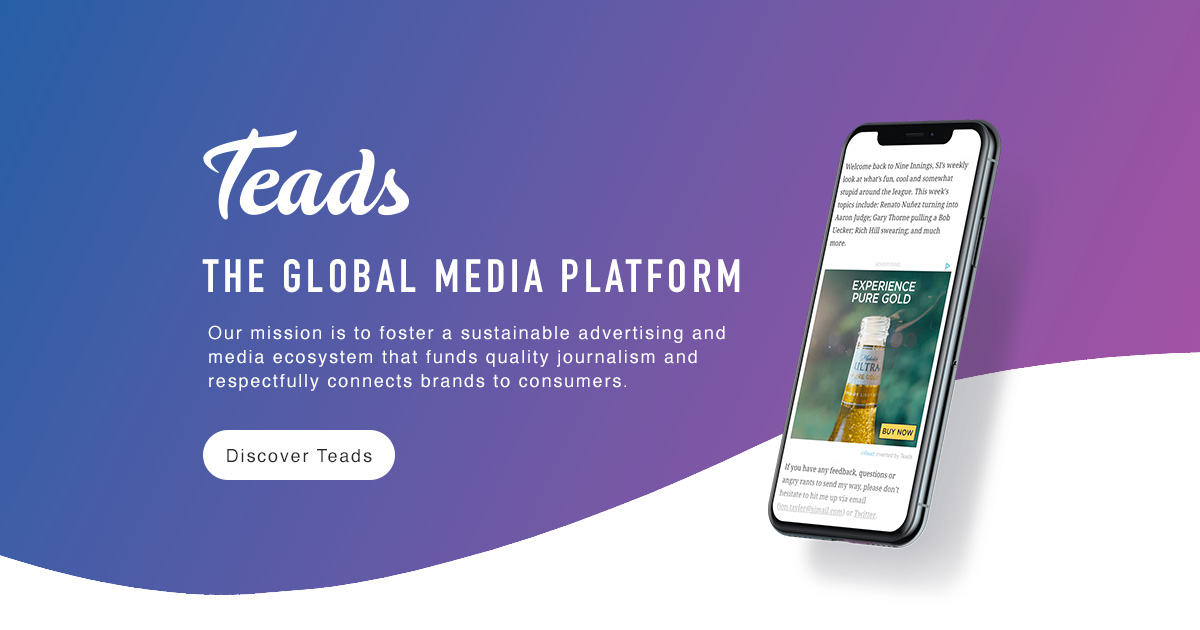 Teads
THE GLOBAL MEDIA PLATFORM
Our mission is to foster a sustainable advertising and
media ecosystem that funds quality journalism and
respectfully connects brands to consumers.
Discover Teads
Welcome back to Nine Innings, SI's weekly
look at what's fun, cool and somewhat
stupid around the league. This week's
topics include: Renato Nuñez turning into
Aaron Judge; Gary Thorne pulling a Bob
Uecker; Rich Hill swearing; and much
more.
ADVERTISING
EXPERIENCE
PURE GOLD
ULTRA
BUY NOW
inRead invented by Teads
If you have any feedback, questions or
angry rants to send my way, please don't
hesitate to hit me up via email
(jon.tayler@simail.com) or Twitter.